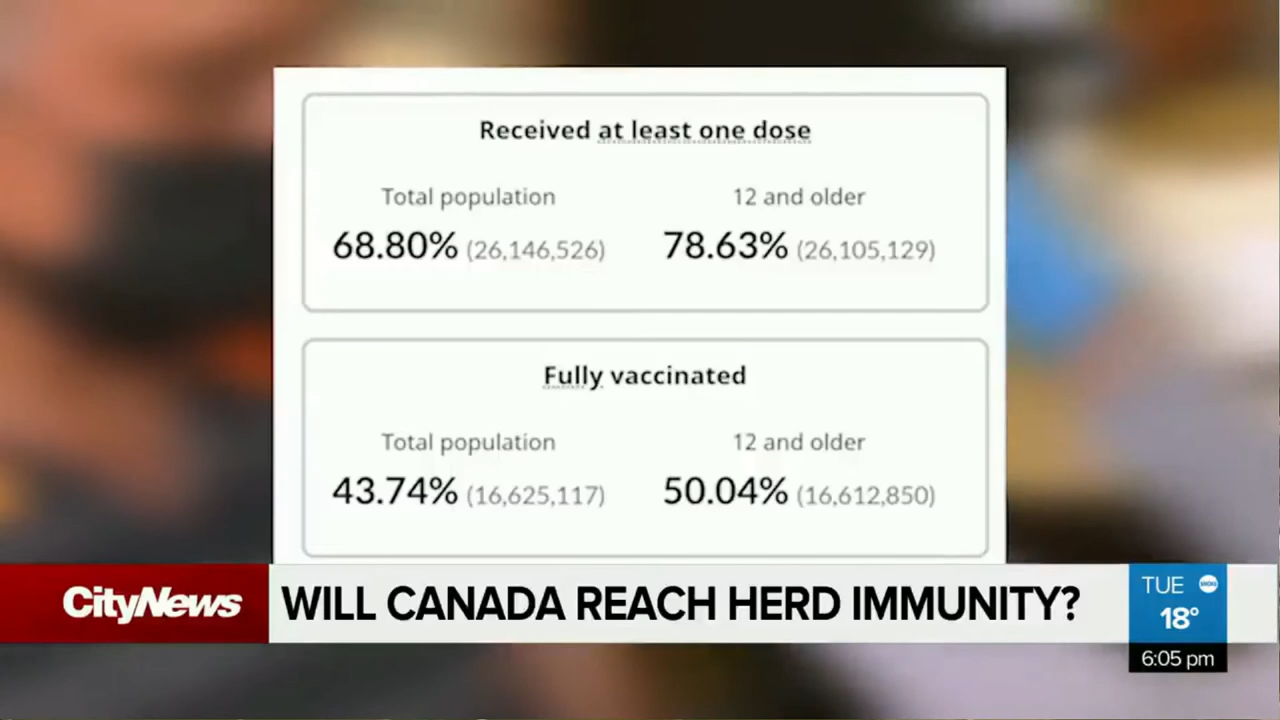 Received at least one dose
Total population 12 and older
68.80% (26,146,526) 78.63% (26,105,129)
Fully vaccinated
Total population 12 and older
43.74% (16,625,117) 50.04% (16,612,850)
CityNews WILL CANADA REACH HERD IMMUNITY?
TUE
18°
6:05 pm